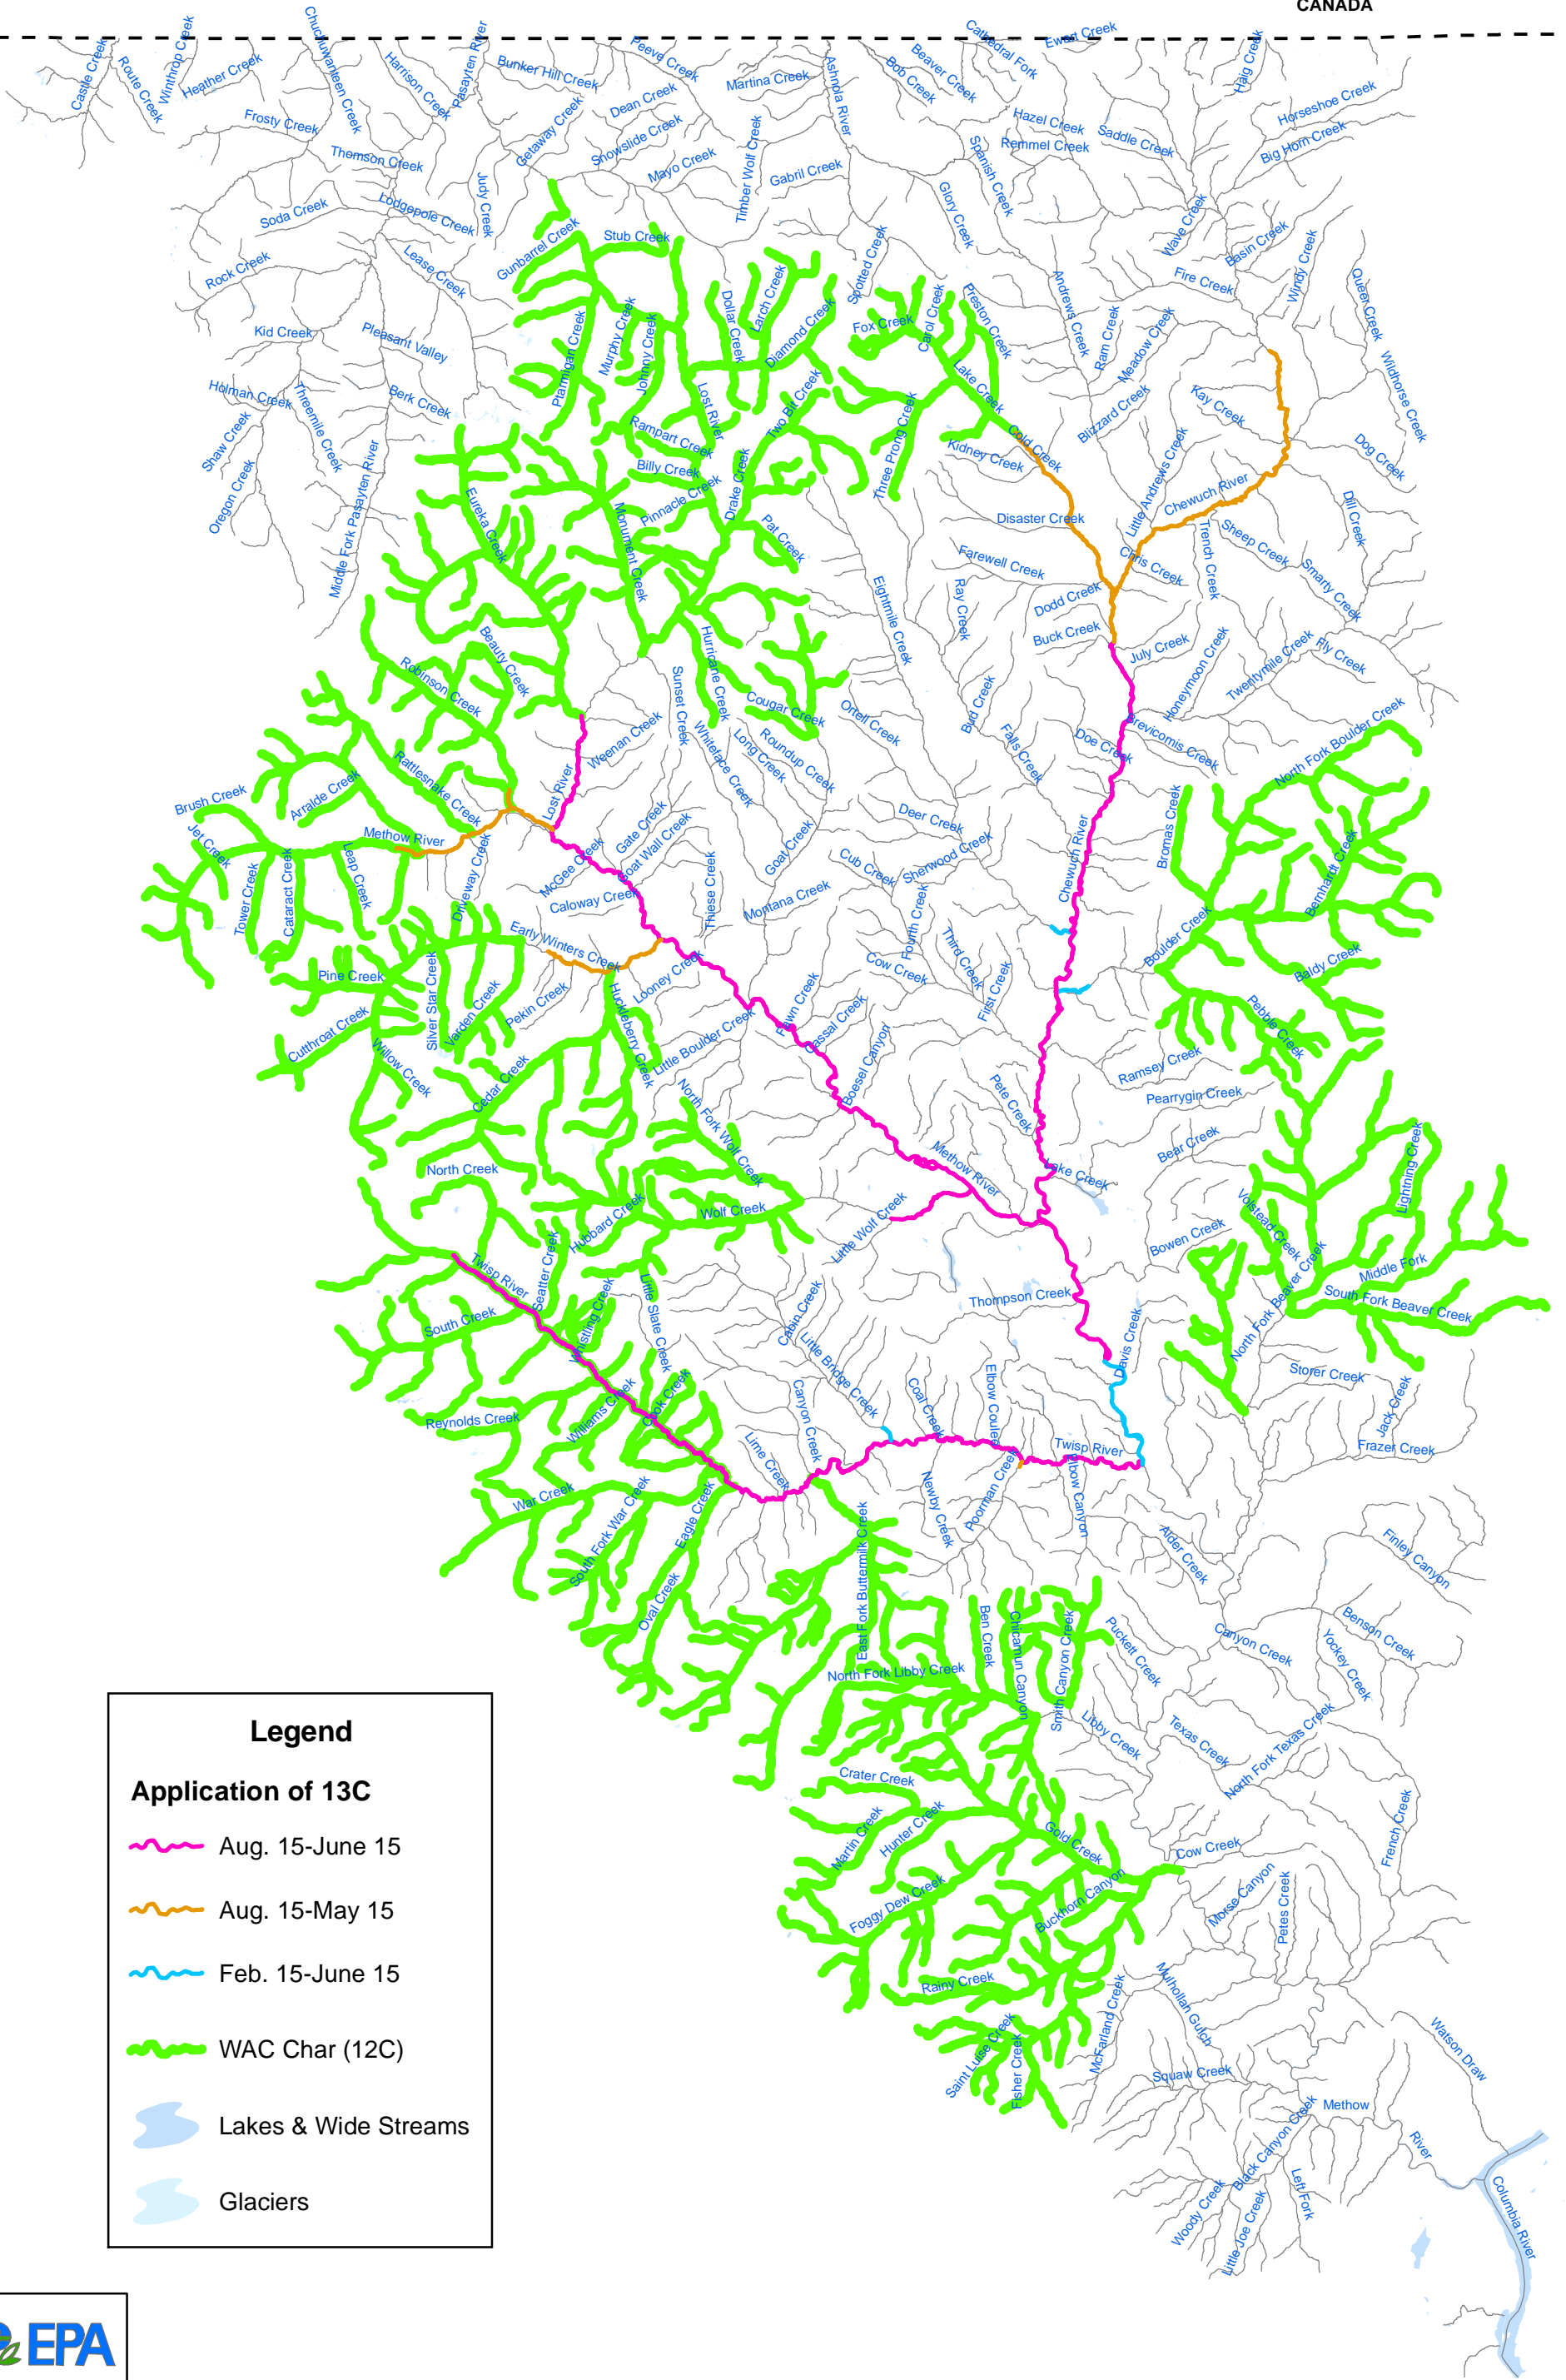 CANADA
Castle Creek
Route Creek
Winthrop Creek
Heather Creek
Chuchuwanteen Creek
Harrison Creek
Pasayten River
Bunker Hill Creek
Peeve Creek
Martina Creek
Ashnola River
Bob Creek
Beaver Creek
Cathedral Fork
Ewart Creek
Haig Creek
Horseshoe Creek
Big Horn Creek
Frosty Creek
Thomson Creek
Getaway Creek
Dean Creek
Snowslide Creek
Mayo Creek
Timber Wolf Creek
Gabril Creek
Hazel Creek
Remmel Creek
Saddle Creek
Spanish Creek
Glory Creek
Judy Creek
Soda Creek
Lodgepole Creek
Rock Creek
Lease Creek
Gunbarrel Creek
Stub Creek
Spotted Creek
Wave Creek
Basin Creek
Windy Creek
Fire Creek
Queer Creek
Kid Creek
Pleasant Valley
Ptarmigan Creek
Murphy Creek
Johnny Creek
Dollar Creek
Larch Creek
Diamond Creek
Fox Creek
Carol Creek
Preston Creek
Andrews Creek
Ram Creek
Meadow Creek
Wildhorse Creek
Holman Creek
Threemile Creek
Berk Creek
Shaw Creek
Oregon Creek
Middle Fork Pasayten River
Lost River
Rampart Creek
Two Bit Creek
Lake Creek
Three Prong Creek
Blizzard Creek
Kay Creek
Cold Creek
Kidney Creek
Dog Creek
Billy Creek
Pinnacle Creek
Drake Creek
Eureka Creek
Monument Creek
Pat Creek
Disaster Creek
Little Andrews Creek
Chewuch River
Trench Creek
Sheep Creek
Dill Creek
Smarty Creek
Chris Creek
Farewell Creek
Ray Creek
Eightmile Creek
Dodd Creek
Buck Creek
July Creek
Honeymoon Creek
Twentymile Creek
Fly Creek
Beauty Creek
Robinson Creek
Sunset Creek
Hurricane Creek
Cougar Creek
Ortell Creek
Bud Creek
Falls Creek
Doe Creek
Brevicomis Creek
North Fork Boulder Creek
Weenan Creek
Whiteface Creek
Long Creek
Roundup Creek
Rattlesnake Creek
Arralde Creek
Brush Creek
Jet Creek
Methow River
Lost River
Tower Creek
Cataract Creek
Leap Creek
Driveway Creek
McGee Creek
Gate Creek
Goat Wall Creek
Caloway Creek
Thiese Creek
Goat Creek
Montana Creek
Deer Creek
Cub Creek
Sherwood Creek
Fourth Creek
Third Creek
Cow Creek
First Creek
Chewuch River
Bromas Creek
Bernhardt Creek
Boulder Creek
Baldy Creek
Pebble Creek
Early Winters Creek
Pine Creek
Silver Star Creek
Varden Creek
Pekin Creek
Huckleberry Creek
Looney Creek
Little Boulder Creek
Fawn Creek
Cassal Creek
Boesel Canyon
Cutthroat Creek
Willow Creek
Cedar Creek
North Fork Wolf Creek
Pete Creek
Ramsey Creek
Pearrygin Creek
Bear Creek
Lake Creek
Lightning Creek
North Creek
Hubbard Creek
Wolf Creek
Little Wolf Creek
Methow River
Volstead Creek
Bowen Creek
Middle Fork
South Fork Beaver Creek
North Fork Beaver Creek
Twisp River
Scatter Creek
South Creek
Whistling Creek
Little Slate Creek
Cabin Creek
Little Bridge Creek
Thompson Creek
Davis Creek
Storer Creek
Jack Creek
Frazer Creek
Reynolds Creek
Williams Creek
Cook Creek
Canyon Creek
Lime Creek
Coal Creek
Elbow Coulee
Twisp River
Elbow Canyon
Poorman Creek
Newby Creek
War Creek
South Fork War Creek
Eagle Creek
Oval Creek
East Fork Buttermilk Creek
Alder Creek
Finley Canyon
Benson Creek
Yockey Creek
Canyon Creek
Puckett Creek
Ben Creek
Chicamun Canyon
Smith Canyon Creek
North Fork Libby Creek
Libby Creek
Texas Creek
North Fork Texas Creek
Crater Creek
Martin Creek
Hunter Creek
Gold Creek
Cow Creek
French Creek
Foggy Dew Creek
Buckhorn Canyon
Morse Canyon
Petes Creek
Rainy Creek
Saint Luise Creek
Fisher Creek
McFarland Creek
Mulhollan Gulch
Squaw Creek
Watson Draw
Methow
River
Black Canyon Creek
Left Fork
Woody Creek
Little Joe Creek
Columbia River
Legend
Application of 13C
Aug. 15-June 15
Aug. 15-May 15
Feb. 15-June 15
WAC Char (12C)
Lakes & Wide Streams
Glaciers
EPA